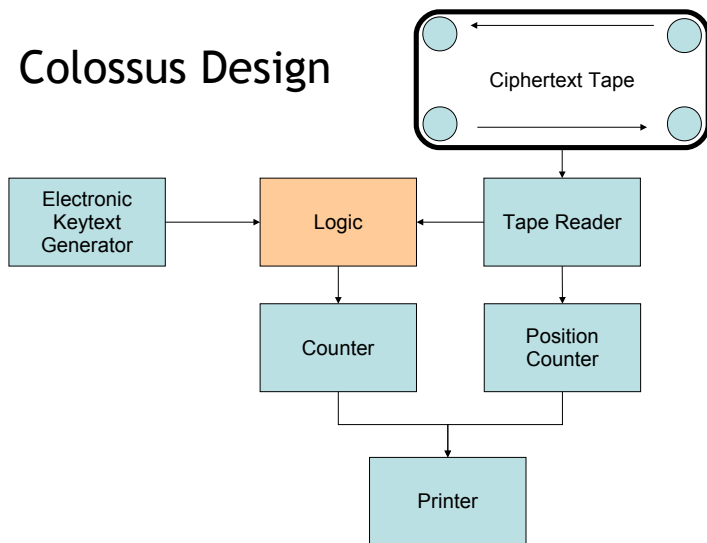 Colossus Design
Ciphertext Tape
Electronic
Keytext
Generator
Logic
Tape Reader
Counter
Position
Counter
Printer